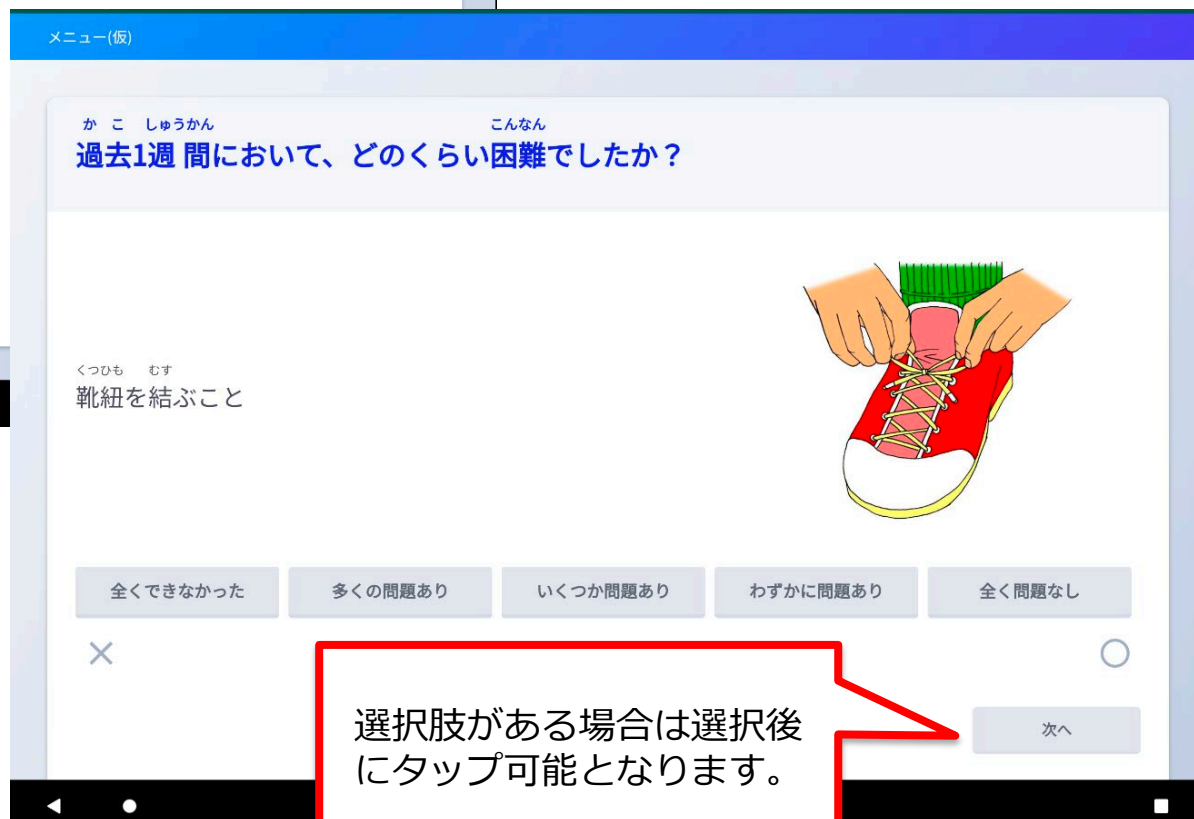 メニュー(仮)
かこ しゅうかん こんなん
過去1週間において、どのくらい困難でしたか？
くつひも むす
靴紐を結ぶこと
全くできなかった 多くの問題あり いくつか問題あり わずかに問題あり 全く問題なし
選択肢がある場合は選択後
にタップ可能となります。
次へ